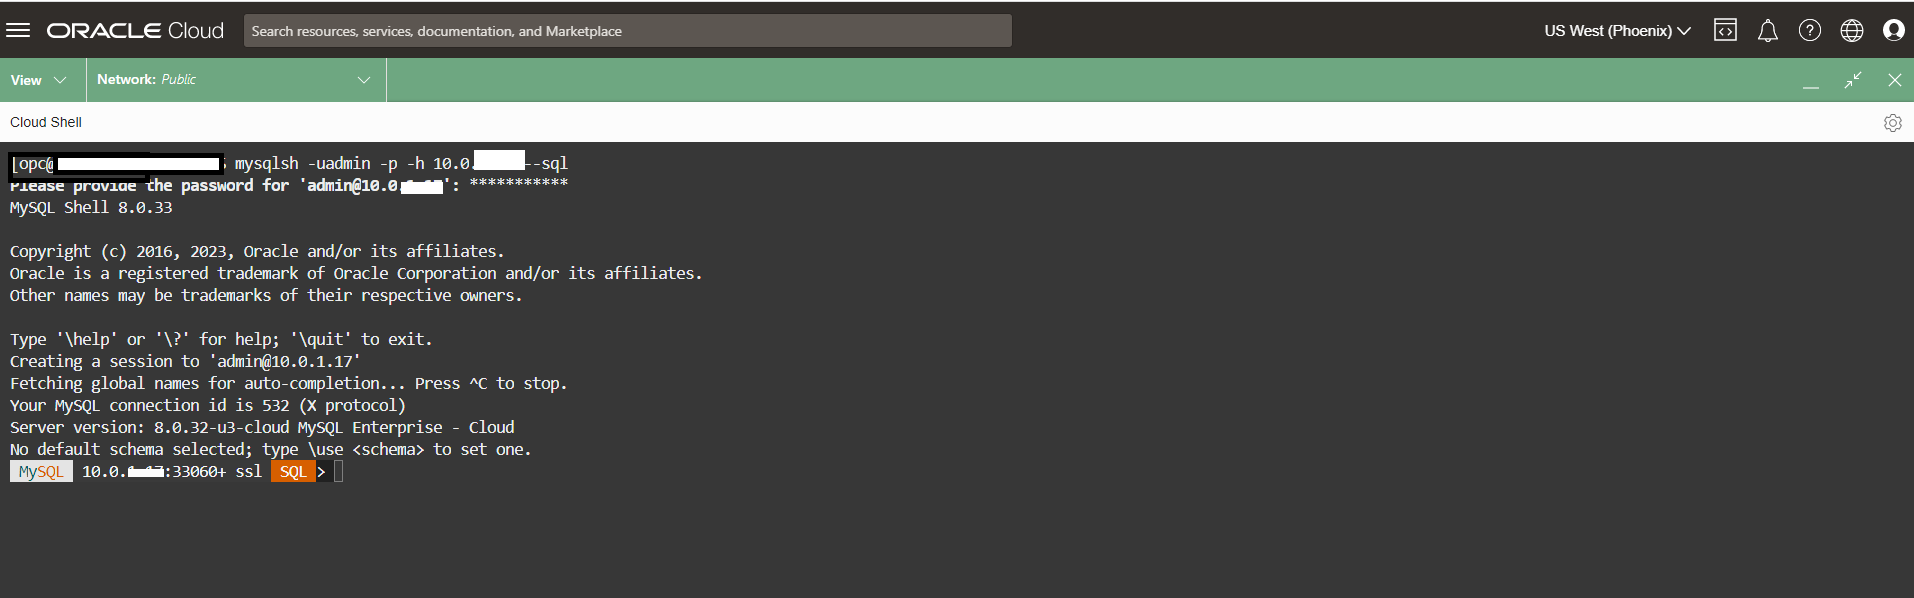 ORACLE Cloud
Search resources, services, documentation, and Marketplace
US West (Phoenix)
View
Network: Public
Cloud Shell
[opc@ mysqlsh -uadmin -p -h 10.0. --sql
Please provide the password for 'admin@10.0. ': ***********
MySQL Shell 8.0.33
Copyright (c) 2016, 2023, Oracle and/or its affiliates.
Oracle is a registered trademark of Oracle Corporation and/or its affiliates.
Other names may be trademarks of their respective owners.
Type '\help' or '\?' for help; '\quit' to exit.
Creating a session to 'admin@10.0.1.17'
Fetching global names for auto-completion... Press ^C to stop.
Your MySQL connection id is 532 (X protocol)
Server version: 8.0.32-u3-cloud MySQL Enterprise - Cloud
No default schema selected; type \use <schema> to set one.
MySQL 10.0. :33060+ ssl SQL >